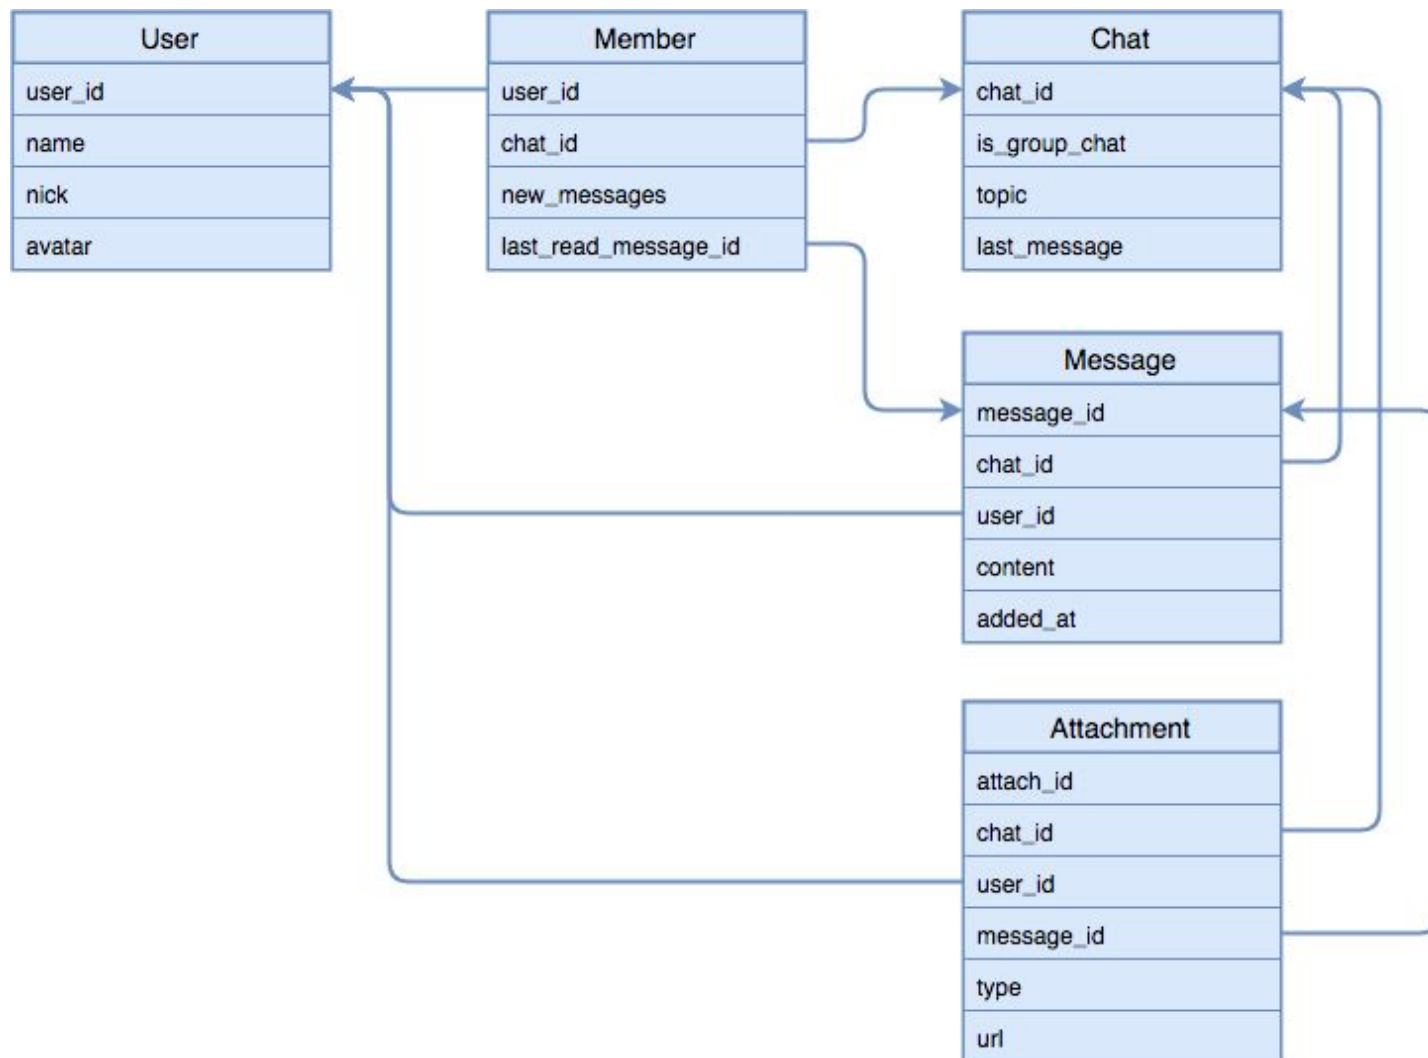 User
user_id
name
nick
avatar
Member
user_id
chat_id
new_messages
last_read_message_id
Chat
chat_id
is_group_chat
topic
last_message
Message
message_id
chat_id
user_id
content
added_at
Attachment
attach_id
chat_id
user_id
message_id
type
url